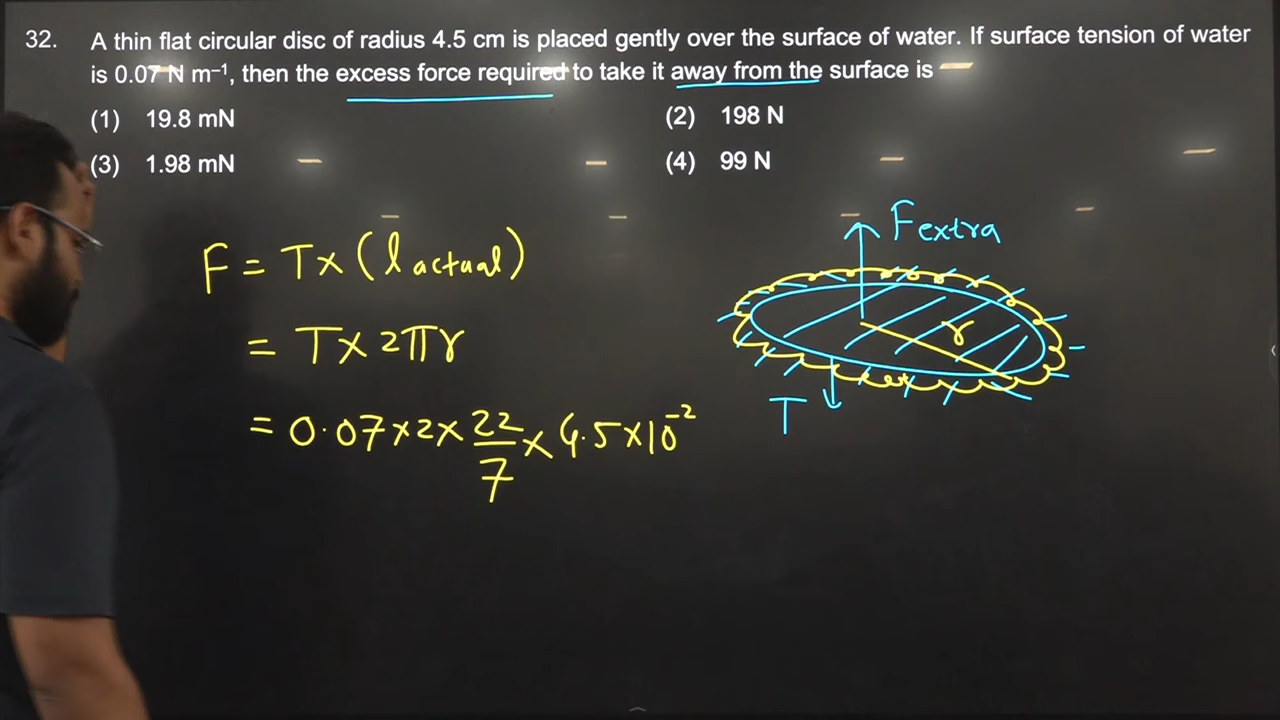 32. A thin flat circular disc of radius 4.5 cm is placed gently over the surface of water. If surface tension of water
is 0.07 N m⁻¹, then the excess force required to take it away from the surface is
(1) 19.8 mN
(2) 198 N
(3) 1.98 mN
(4) 99 N
F extra
F = T × (l actual)
= T × 2πr
r
= 0.07 × 2 × 22/7 × 4.5 × 10⁻²
T